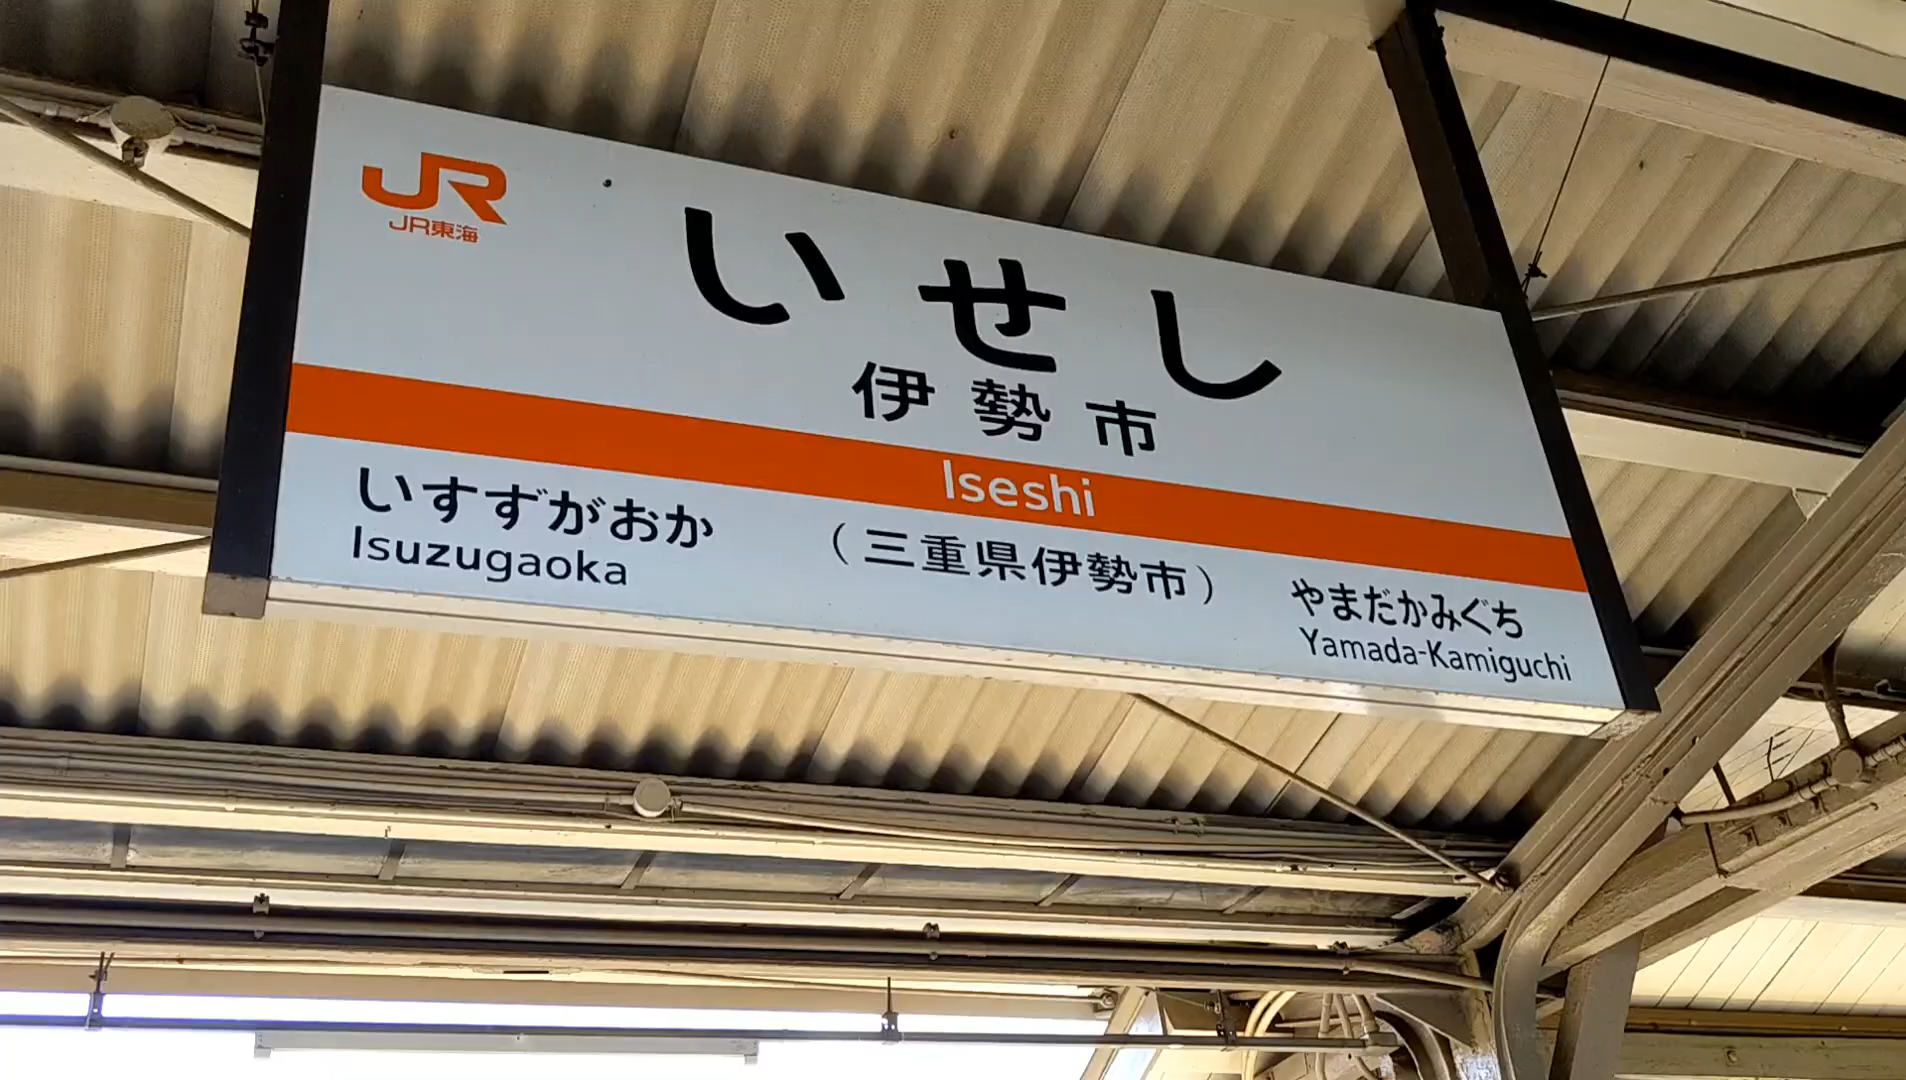 JR
JR東海
いせし
伊勢市
Iseshi
いすずがおか
Isuzugaoka
(三重県伊勢市)
やまだかみぐち
Yamada-Kamiguchi